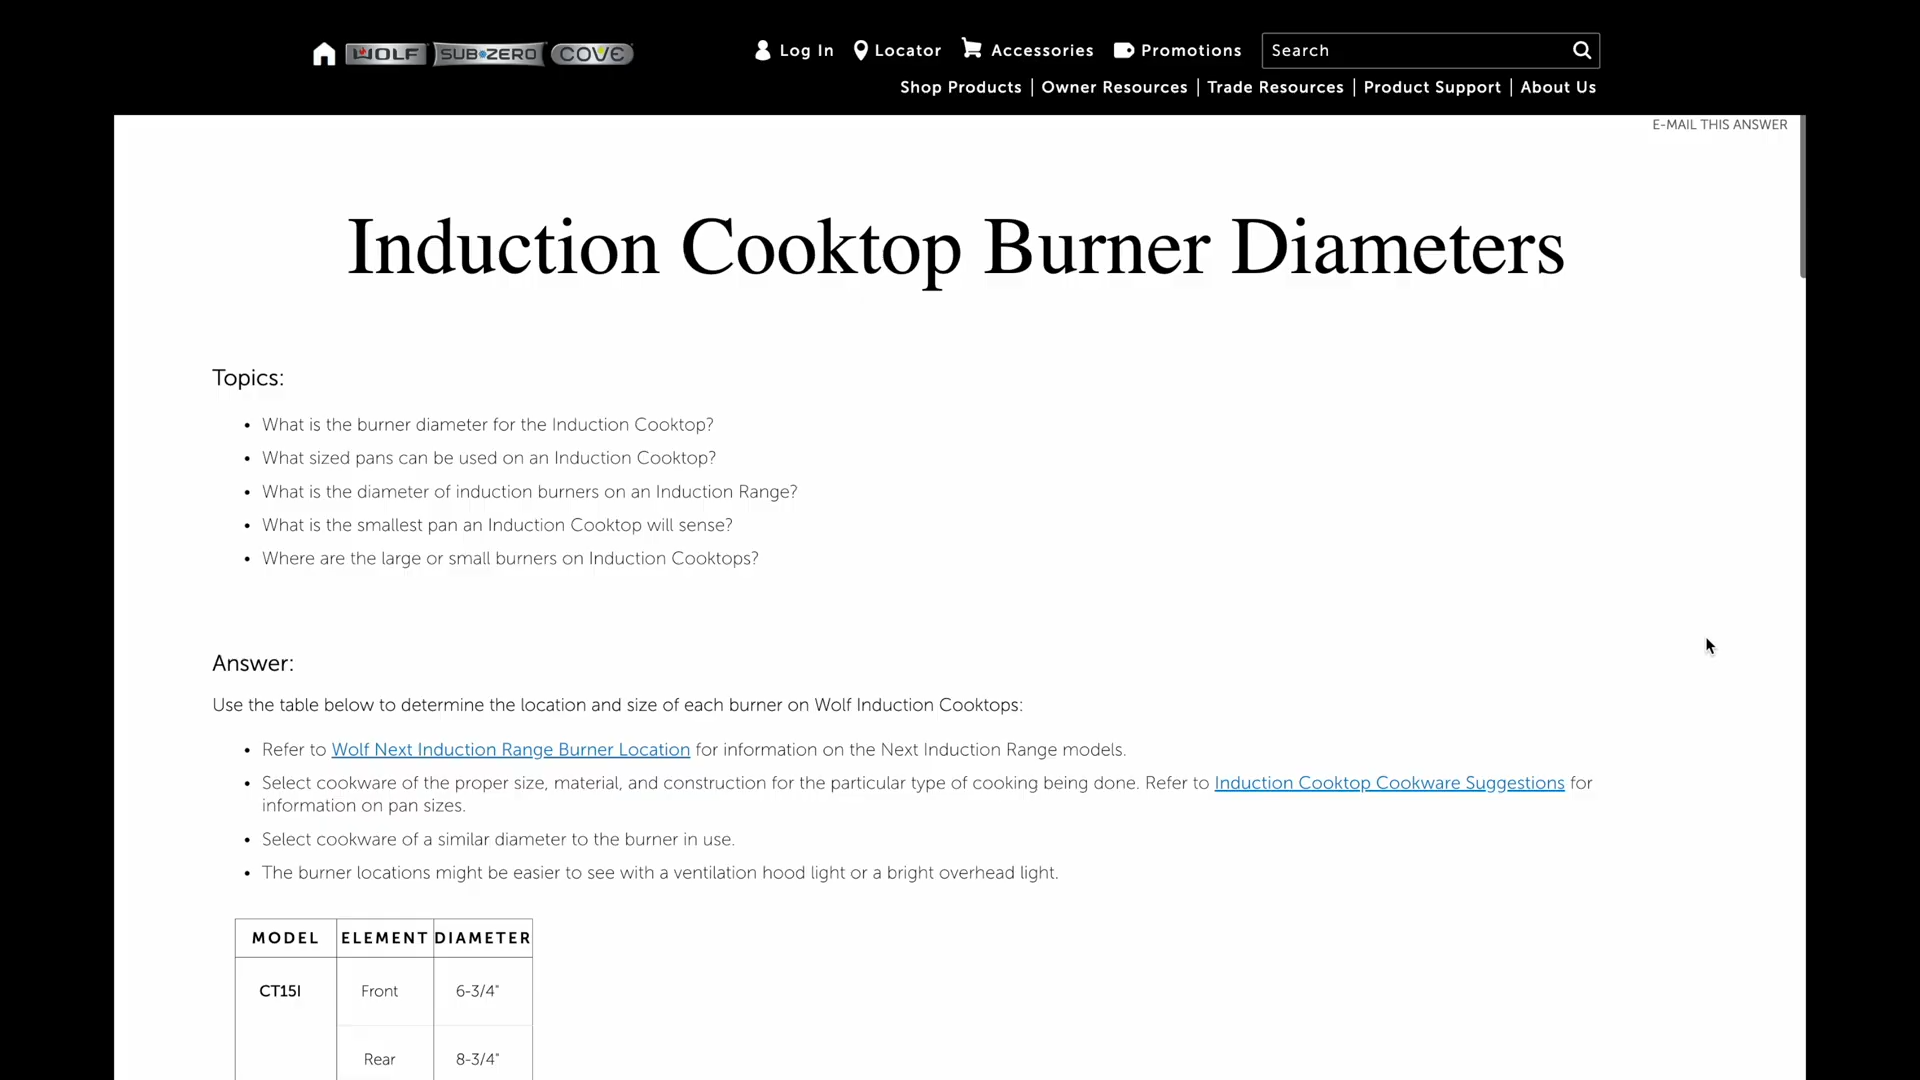 WOLF SUB-ZERO COVE
Log In Locator Accessories Promotions Search
Shop Products | Owner Resources | Trade Resources | Product Support | About Us
E-MAIL THIS ANSWER
Induction Cooktop Burner Diameters
Topics:
• What is the burner diameter for the Induction Cooktop?
• What sized pans can be used on an Induction Cooktop?
• What is the diameter of induction burners on an Induction Range?
• What is the smallest pan an Induction Cooktop will sense?
• Where are the large or small burners on Induction Cooktops?
Answer:
Use the table below to determine the location and size of each burner on Wolf Induction Cooktops:
• Refer to Wolf Next Induction Range Burner Location for information on the Next Induction Range models.
• Select cookware of the proper size, material, and construction for the particular type of cooking being done. Refer to Induction Cooktop Cookware Suggestions for
information on pan sizes.
• Select cookware of a similar diameter to the burner in use.
• The burner locations might be easier to see with a ventilation hood light or a bright overhead light.
MODEL ELEMENT DIAMETER
CT15I Front 6-3/4"
Rear 8-3/4"